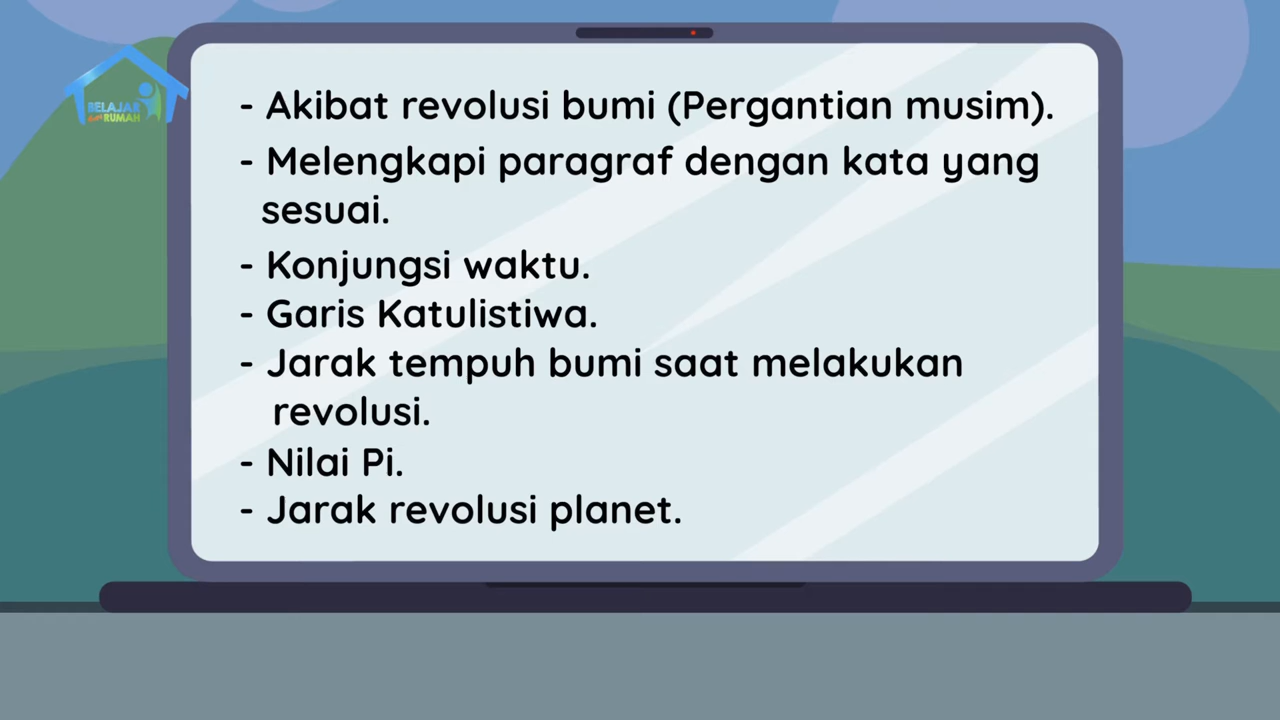 BELAJAR
dari RUMAH
- Akibat revolusi bumi (Pergantian musim).
- Melengkapi paragraf dengan kata yang
sesuai.
- Konjungsi waktu.
- Garis Katulistiwa.
- Jarak tempuh bumi saat melakukan
revolusi.
- Nilai Pi.
- Jarak revolusi planet.